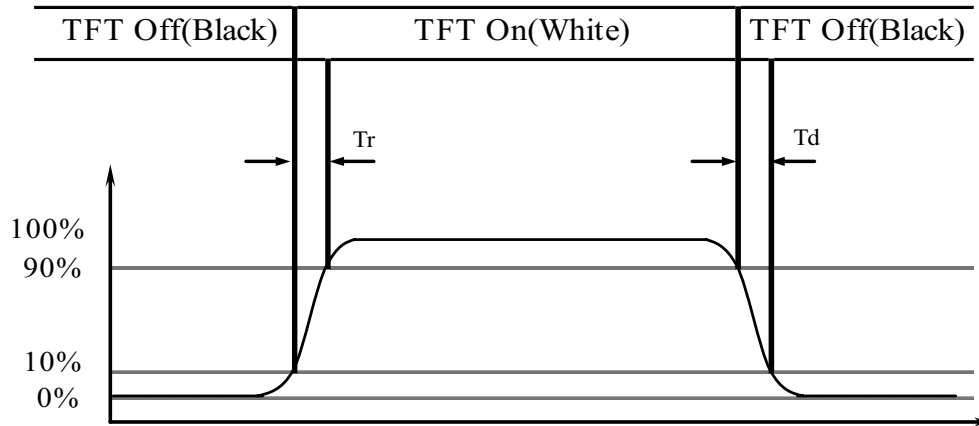 TFT Off(Black) TFT On(White) TFT Off(Black)
Tr Td
100%
90%
10%
0%